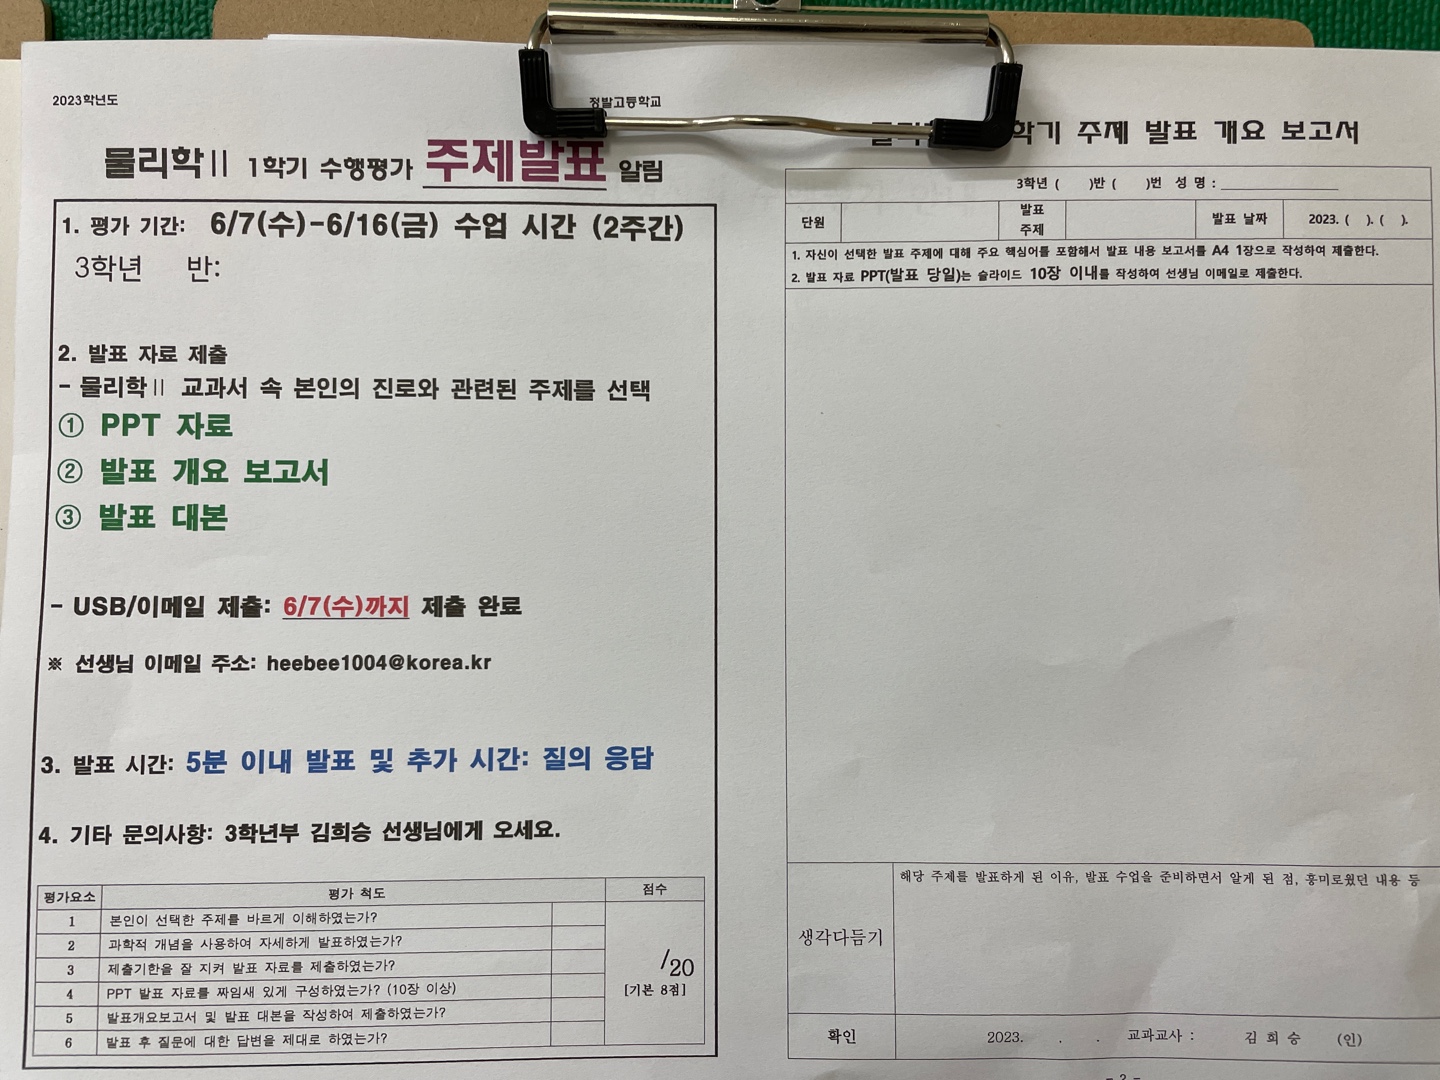 2023학년도
정발고등학교
물리학Ⅱ 1학기 수행평가 주제발표 알림
1. 평가 기간: 6/7(수)-6/16(금) 수업 시간 (2주간)
3학년 반:
2. 발표 자료 제출
- 물리학Ⅱ 교과서 속 본인의 진로와 관련된 주제를 선택
① PPT 자료
② 발표 개요 보고서
③ 발표 대본
- USB/이메일 제출: 6/7(수)까지 제출 완료
※ 선생님 이메일 주소: heebee1004@korea.kr
3. 발표 시간: 5분 이내 발표 및 추가 시간: 질의 응답
4. 기타 문의사항: 3학년부 김희승 선생님에게 오세요.
평가요소 평가 척도 점수
1 본인이 선택한 주제를 바르게 이해하였는가?
2 과학적 개념을 사용하여 자세하게 발표하였는가?
3 제출기한을 잘 지켜 발표 자료를 제출하였는가?
4 PPT 발표 자료를 짜임새 있게 구성하였는가? (10장 이상)
5 발표개요보고서 및 발표 대본을 작성하여 제출하였는가?
6 발표 후 질문에 대한 답변을 제대로 하였는가?
/20
[기본 8점]
학기 주제 발표 개요 보고서
3학년 ( )반 ( )번 성 명 :
단원 발표 주제 발표 날짜 2023. ( ). ( ).
1. 자신이 선택한 발표 주제에 대해 주요 핵심어를 포함해서 발표 내용 보고서를 A4 1장으로 작성하여 제출한다.
2. 발표 자료 PPT(발표 당일)는 슬라이드 10장 이내를 작성하여 선생님 이메일로 제출한다.
생각다듬기
해당 주제를 발표하게 된 이유, 발표 수업을 준비하면서 알게 된 점, 흥미로웠던 내용 등
확인 2023. . . 교과교사 : 김 희 승 (인)
- 2 -